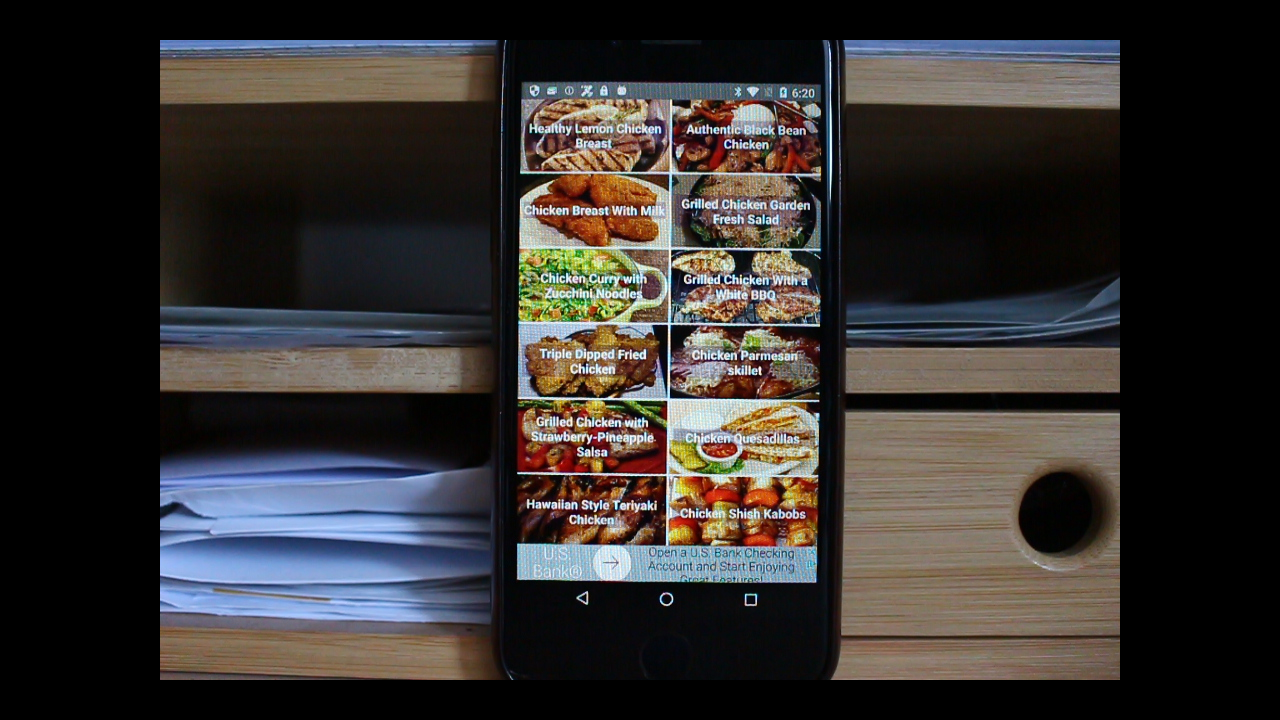 6:20
Healthy Lemon Chicken
Breast
Authentic Black Bean
Chicken
Chicken Breast With Milk
Grilled Chicken Garden
Fresh Salad
Chicken Curry with
Zucchini Noodles
Grilled Chicken With a
White BBQ
Triple Dipped Fried
Chicken
Chicken Parmesan
skillet
Grilled Chicken with
Strawberry-Pineapple
Salsa
Chicken Quesadillas
Hawaiian Style Teriyaki
Chicken
Chicken Shish Kabobs
U.S.
Bank®
Open a U.S. Bank Checking
Account and Start Enjoying
Great Features!